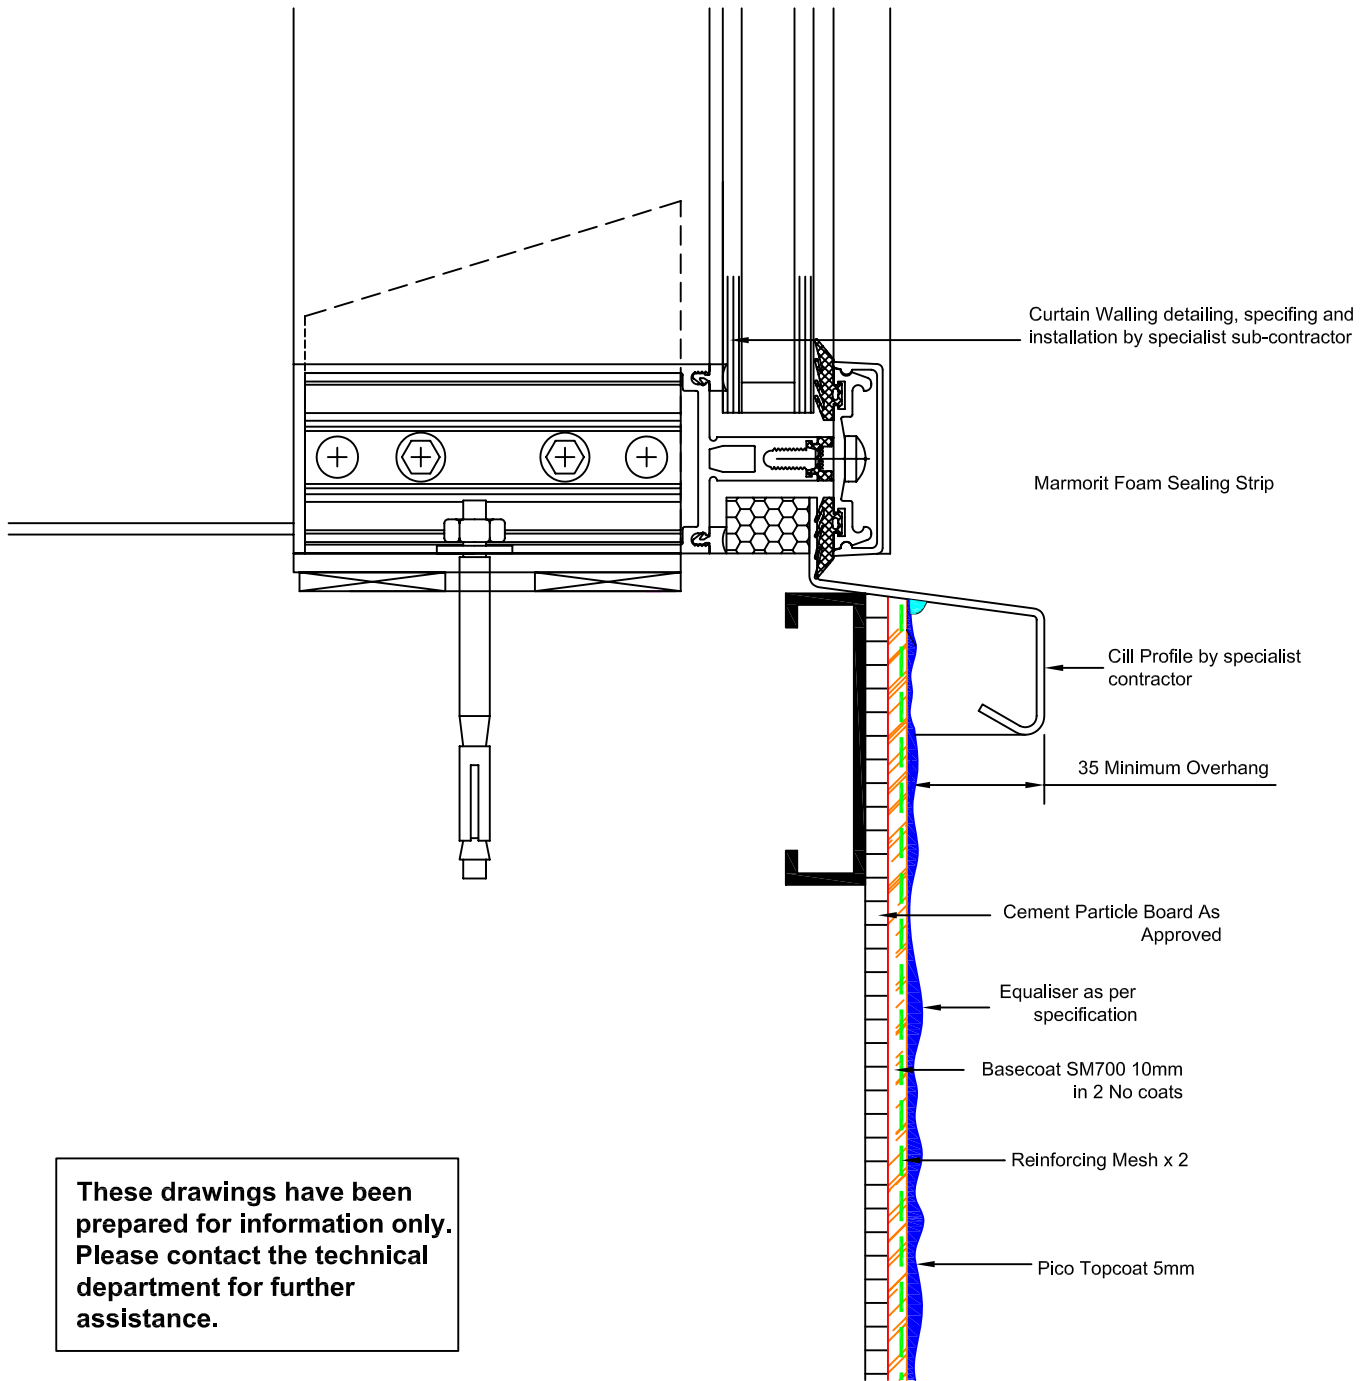 Curtain Walling detailing, specifing and
installation by specialist sub-contractor
Marmorit Foam Sealing Strip
Cill Profile by specialist
contractor
35 Minimum Overhang
Cement Particle Board As
Approved
Equaliser as per
specification
Basecoat SM700 10mm
in 2 No coats
Reinforcing Mesh x 2
Pico Topcoat 5mm
These drawings have been
prepared for information only.
Please contact the technical
department for further
assistance.